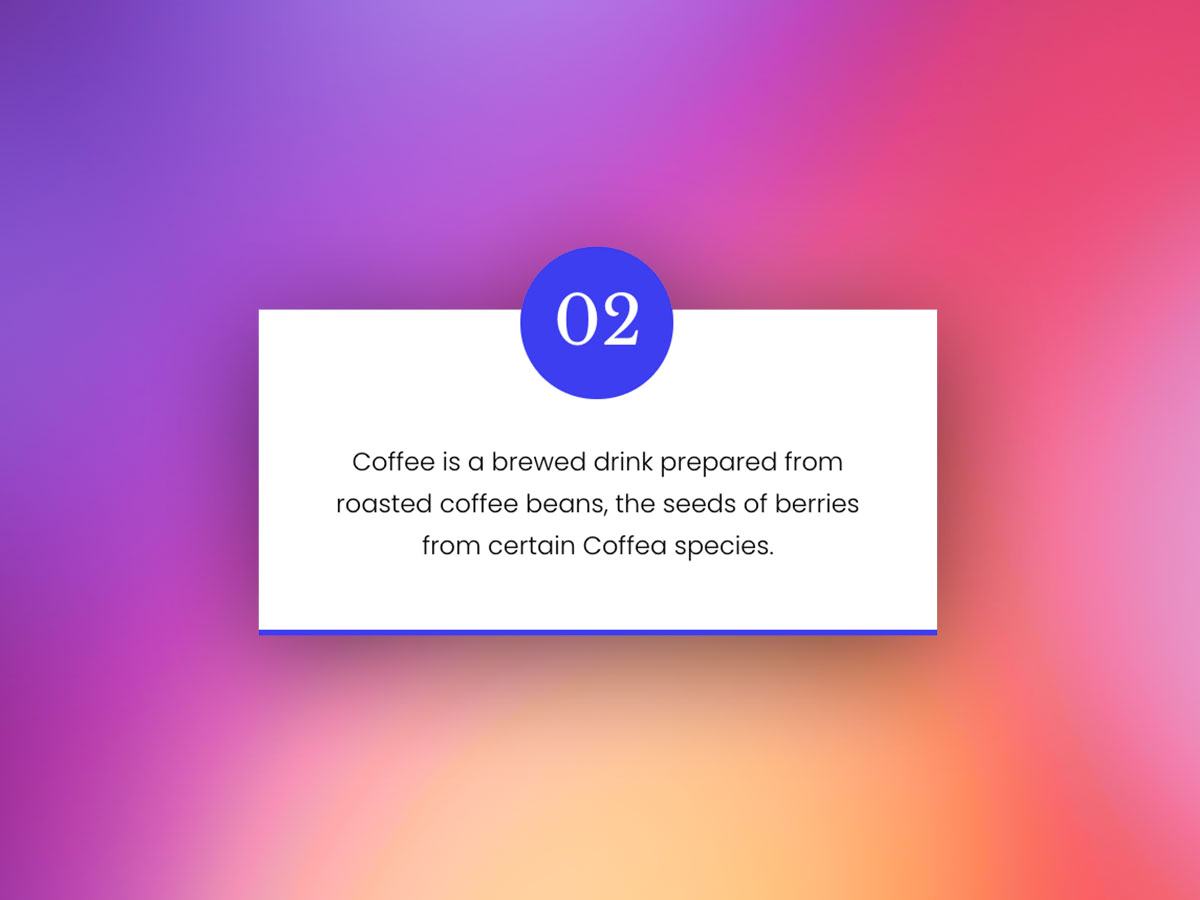 02
Coffee is a brewed drink prepared from
roasted coffee beans, the seeds of berries
from certain Coffea species.